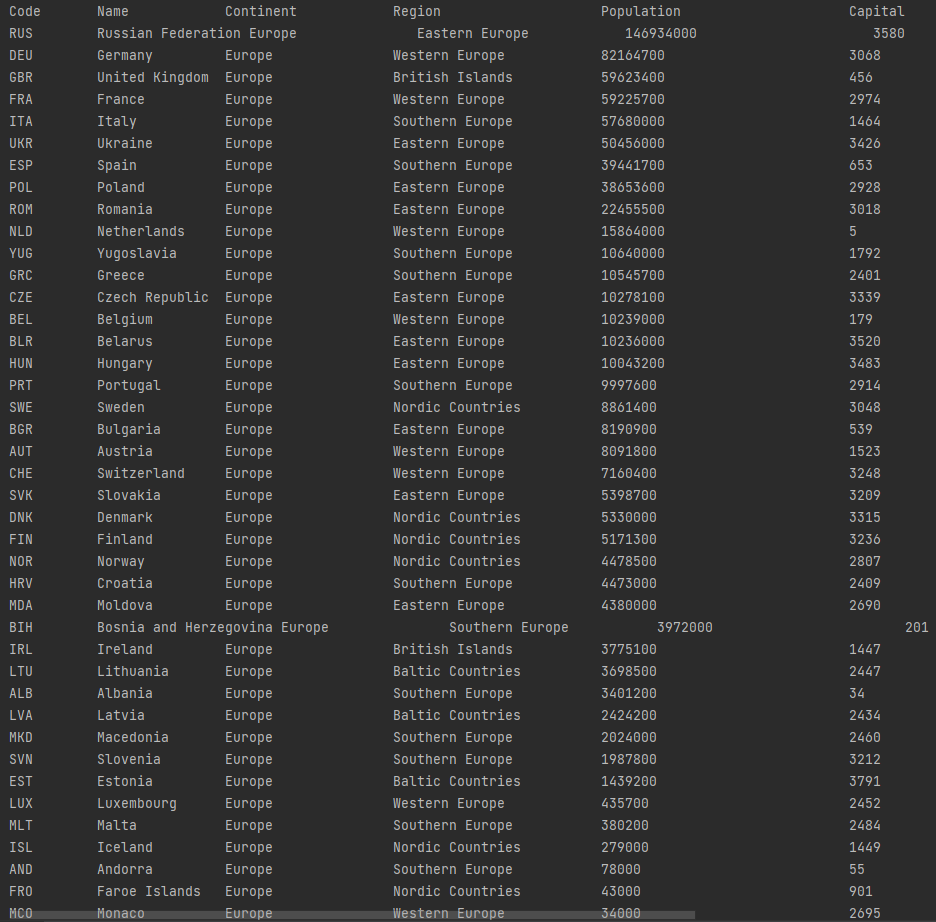 Code Name Continent Region Population Capital
RUS Russian Federation Europe Eastern Europe 146934000 3580
DEU Germany Europe Western Europe 82164700 3068
GBR United Kingdom Europe British Islands 59623400 456
FRA France Europe Western Europe 59225700 2974
ITA Italy Europe Southern Europe 57680000 1464
UKR Ukraine Europe Eastern Europe 50456000 3426
ESP Spain Europe Southern Europe 39441700 653
POL Poland Europe Eastern Europe 38653600 2928
ROM Romania Europe Eastern Europe 22455500 3018
NLD Netherlands Europe Western Europe 15864000 5
YUG Yugoslavia Europe Southern Europe 10640000 1792
GRC Greece Europe Southern Europe 10545700 2401
CZE Czech Republic Europe Eastern Europe 10278100 3339
BEL Belgium Europe Western Europe 10239000 179
BLR Belarus Europe Eastern Europe 10236000 3520
HUN Hungary Europe Eastern Europe 10043200 3483
PRT Portugal Europe Southern Europe 9997600 2914
SWE Sweden Europe Nordic Countries 8861400 3048
BGR Bulgaria Europe Eastern Europe 8190900 539
AUT Austria Europe Western Europe 8091800 1523
CHE Switzerland Europe Western Europe 7160400 3248
SVK Slovakia Europe Eastern Europe 5398700 3209
DNK Denmark Europe Nordic Countries 5330000 3315
FIN Finland Europe Nordic Countries 5171300 3236
NOR Norway Europe Nordic Countries 4478500 2807
HRV Croatia Europe Southern Europe 4473000 2409
MDA Moldova Europe Eastern Europe 4380000 2690
BIH Bosnia and Herzegovina Europe Southern Europe 3972000 201
IRL Ireland Europe British Islands 3775100 1447
LTU Lithuania Europe Baltic Countries 3698500 2447
ALB Albania Europe Southern Europe 3401200 34
LVA Latvia Europe Baltic Countries 2424200 2434
MKD Macedonia Europe Southern Europe 2024000 2460
SVN Slovenia Europe Southern Europe 1987800 3212
EST Estonia Europe Baltic Countries 1439200 3791
LUX Luxembourg Europe Western Europe 435700 2452
MLT Malta Europe Southern Europe 380200 2484
ISL Iceland Europe Nordic Countries 279000 1449
AND Andorra Europe Southern Europe 78000 55
FRO Faroe Islands Europe Nordic Countries 43000 901
MCO Monaco Europe Western Europe 34000 2695